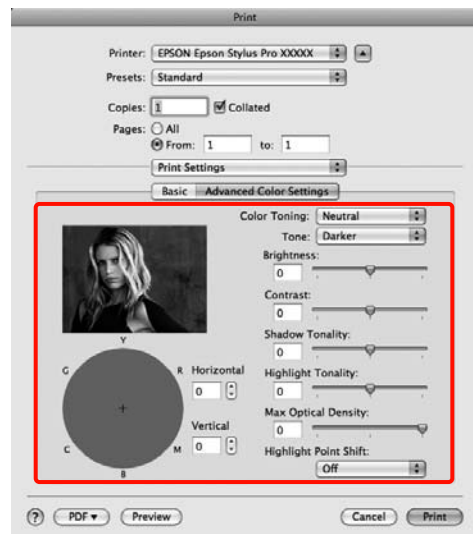 Print
Printer: EPSON Epson Stylus Pro XXXXX
Presets: Standard
Copies: 1 Collated
Pages: All
From: 1 to: 1
Print Settings
Basic Advanced Color Settings
Color Toning: Neutral
Tone: Darker
Brightness:
0
Contrast:
0
Shadow Tonality:
0
Highlight Tonality:
0
Max Optical Density:
0
Highlight Point Shift:
Off
Y
G R
C M
B
Horizontal
0
Vertical
0
? PDF Preview Cancel Print